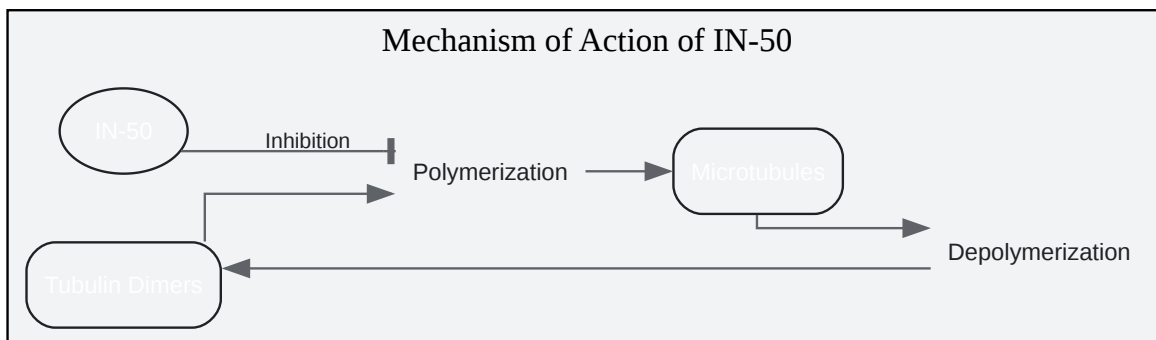 Mechanism of Action of IN-50
IN-50
Inhibition
Polymerization
Microtubules
Depolymerization
Tubulin Dimers